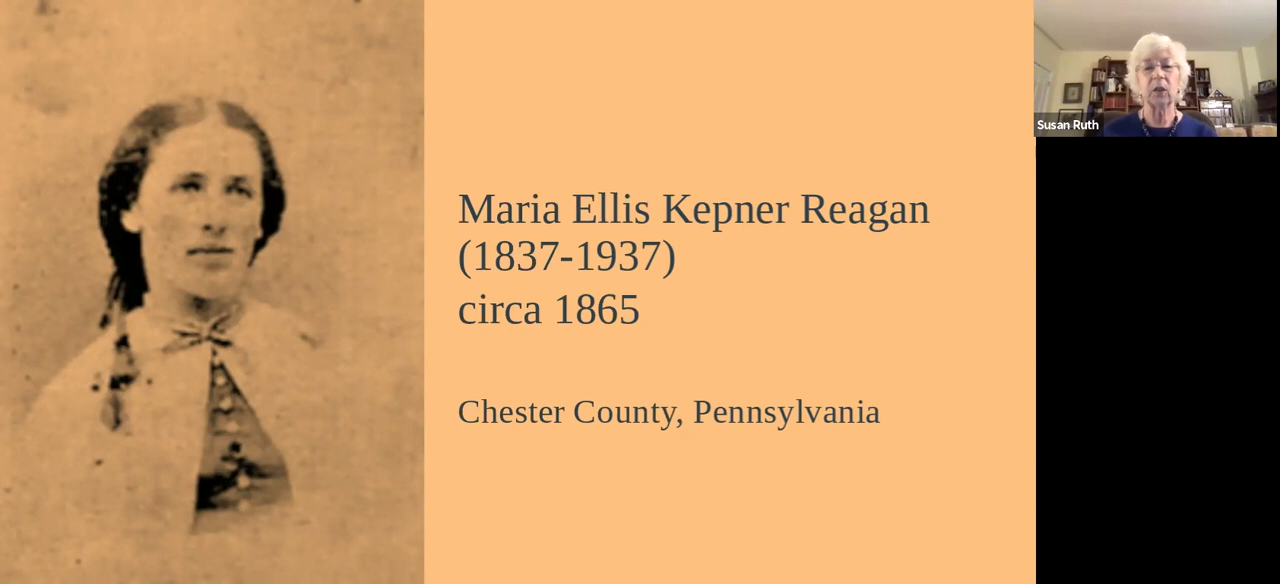 Maria Ellis Kepner Reagan
(1837-1937)
circa 1865
Chester County, Pennsylvania
Susan Ruth